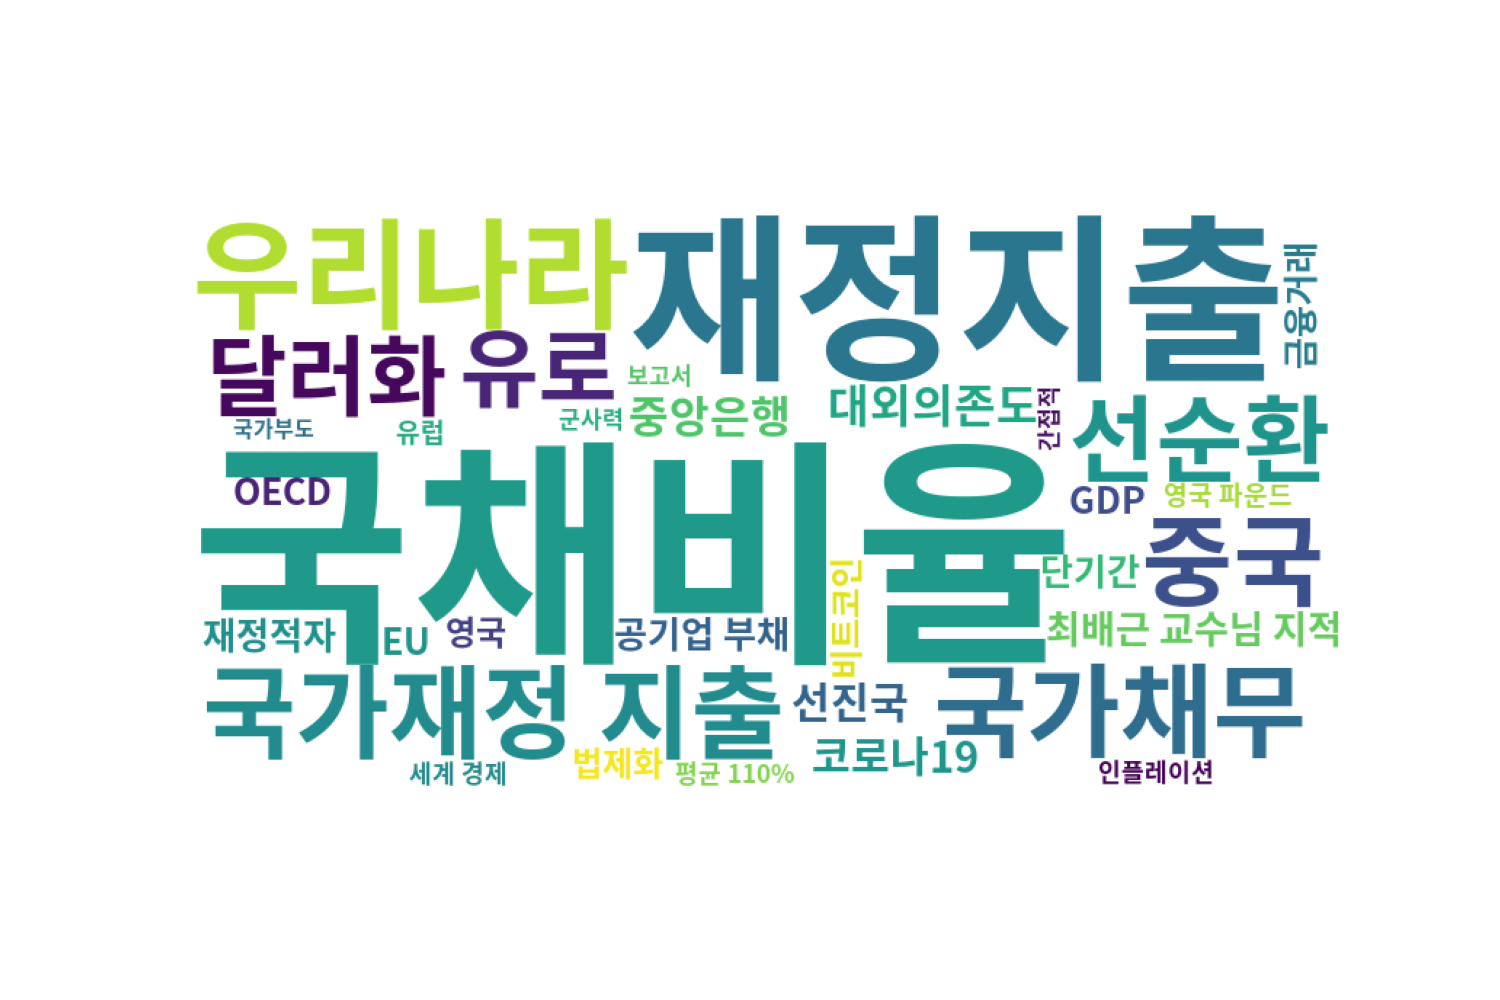 우리나라
재정지출
금융거래
달러화
유로
보고서
대외의존도
간접적
선순환
국가부도
유럽
군사력
중앙은행
국채비율
OECD
GDP
영국 파운드
중국
단기간
비트코인
재정적자
EU
영국
공기업 부채
최배근 교수님 지적
국가재정 지출
선진국
국가채무
세계 경제
법제화
평균 110%
코로나19
인플레이션